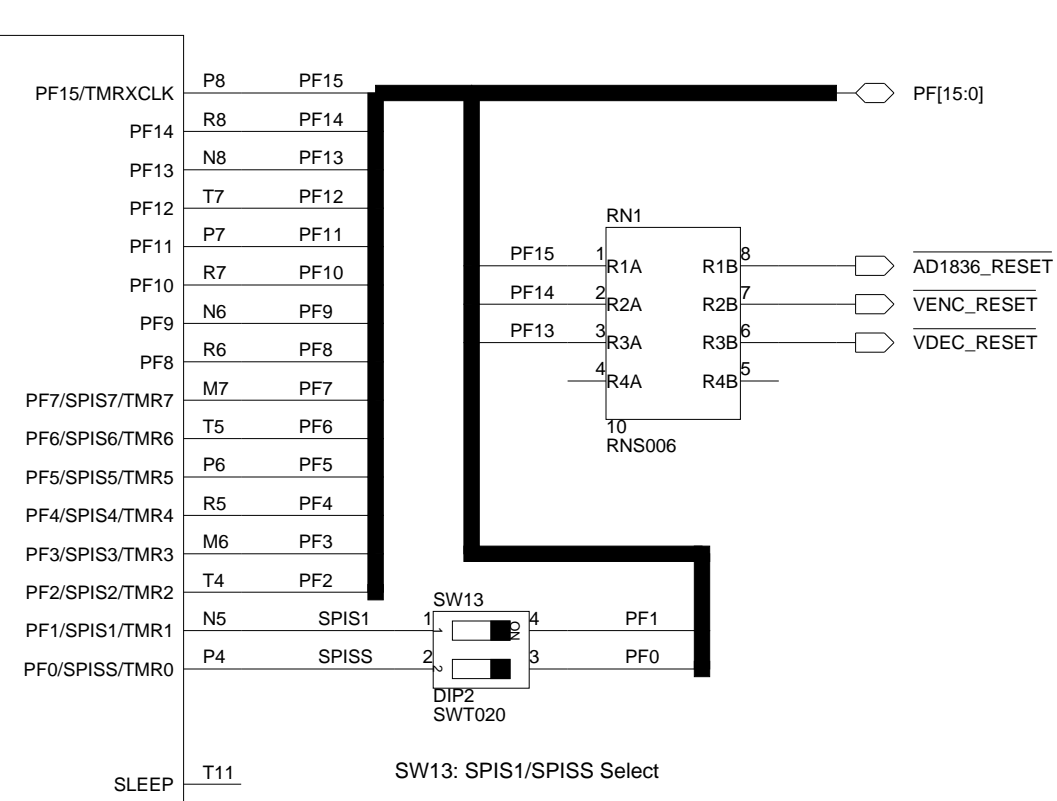 PF15/TMRXCLK P8 PF15 PF[15:0]
PF14 R8 PF14
PF13 N8 PF13
PF12 T7 PF12
RN1
PF11 P7 PF11
PF15 1 R1A R1B 8 AD1836_RESET
PF10 R7 PF10
PF14 2 R2A R2B 7 VENC_RESET
PF9 N6 PF9
PF13 3 R3A R3B 6 VDEC_RESET
PF8 R6 PF8
4 R4A R4B 5
PF7/SPIS7/TMR7 M7 PF7
10
RNS006
PF6/SPIS6/TMR6 T5 PF6
PF5/SPIS5/TMR5 P6 PF5
PF4/SPIS4/TMR4 R5 PF4
PF3/SPIS3/TMR3 M6 PF3
PF2/SPIS2/TMR2 T4 PF2
SW13
PF1/SPIS1/TMR1 N5 SPIS1 1 1 ON 4 PF1
PF0/SPISS/TMR0 P4 SPISS 2 2 3 PF0
DIP2
SWT020
SW13: SPIS1/SPISS Select
SLEEP T11